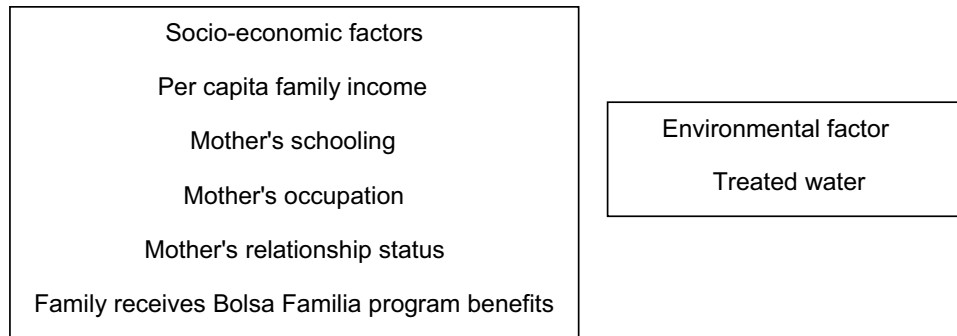 Socio-economic factors
Per capita family income
Mother's schooling
Mother's occupation
Mother's relationship status
Family receives Bolsa Familia program benefits
Environmental factor
Treated water